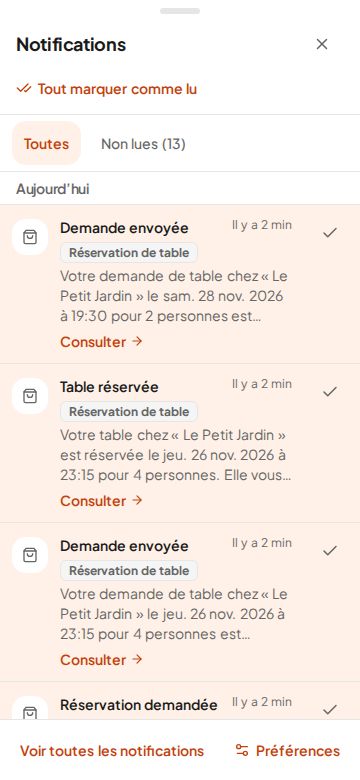 Notifications
Tout marquer comme lu
Toutes
Non lues (13)
Aujourd'hui
Demande envoyée
Il y a 2 min
Réservation de table
Votre demande de table chez « Le
Petit Jardin » le sam. 28 nov. 2026
à 19:30 pour 2 personnes est…
Consulter →
Table réservée
Il y a 2 min
Réservation de table
Votre table chez « Le Petit Jardin »
est réservée le jeu. 26 nov. 2026 à
23:15 pour 4 personnes. Elle vous…
Consulter →
Demande envoyée
Il y a 2 min
Réservation de table
Votre demande de table chez « Le
Petit Jardin » le jeu. 26 nov. 2026 à
23:15 pour 4 personnes est…
Consulter →
Réservation demandée
Il y a 2 min
Voir toutes les notifications
Préférences